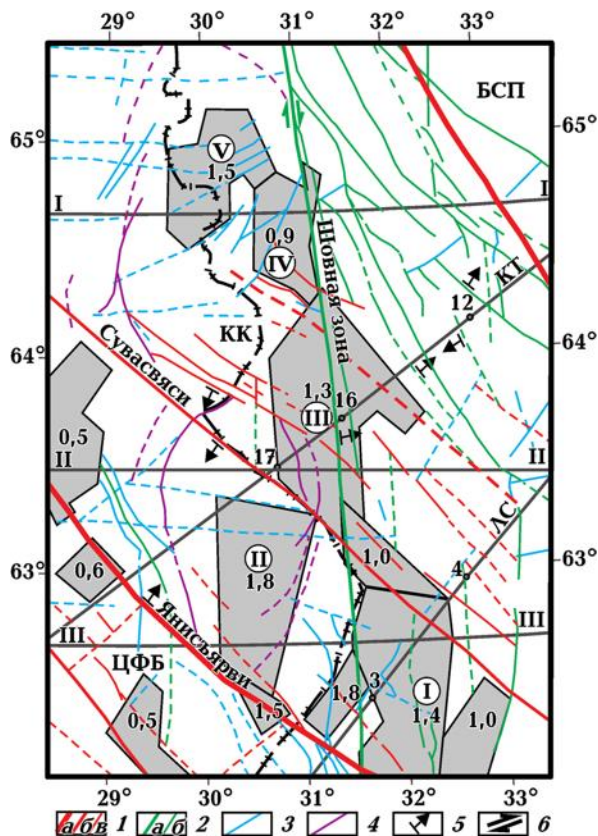 29° 30° 31° 32° 33°
БСП
65° 65°
V
1,5
I I
0,9
IV
Шовная зона
КТ
12
64° 64°
КК
Сувасвяси
1,3
16
III
0,5
II II
17
ЛС
63° 63°
1,0
II
1,8
4
0,6
III III
Янисъярви
ЦФБ
I
1,8 3
1,4
1,5
1,0
0,5
29° 30° 31° 32° 33°
а б в 1 а б 2 3 4 5 6